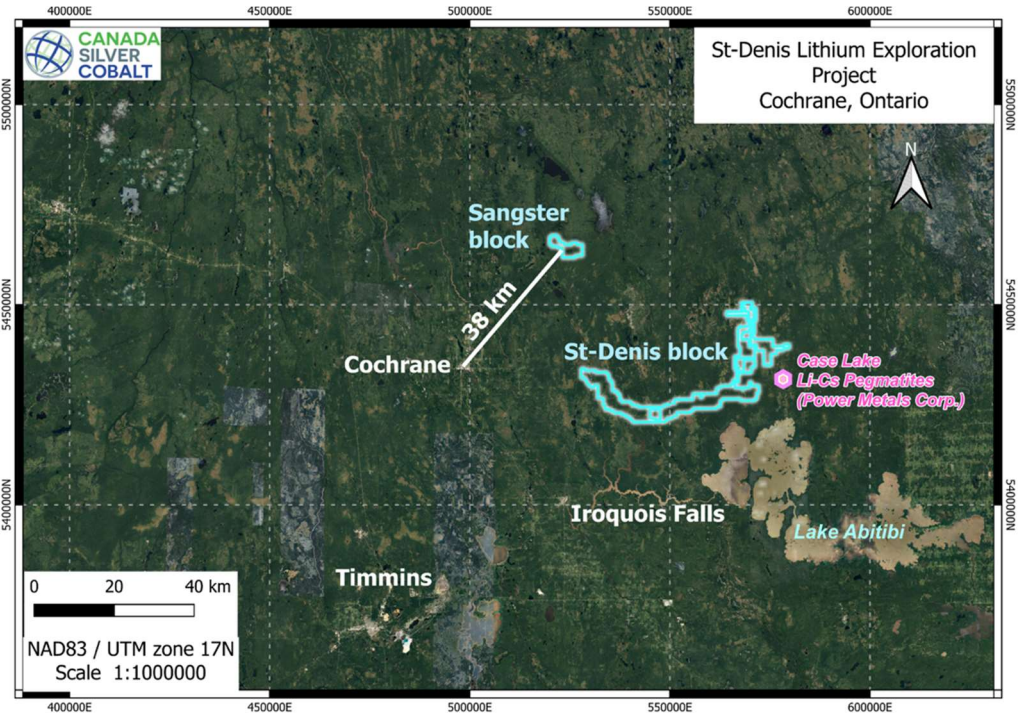 400000E 450000E 500000E 550000E 600000E
CANADA
SILVER
COBALT
St-Denis Lithium Exploration
Project
Cochrane, Ontario
5500000N
5500000N
N
Sangster
block
38 km
5450000N
5450000N
Cochrane
St-Denis block
Case Lake
Li-Cs Pegmatites
(Power Metals Corp.)
5400000N
5400000N
Iroquois Falls
Lake Abitibi
Timmins
0 20 40 km
NAD83 / UTM zone 17N
Scale 1:1000000
400000E 450000E 500000E 550000E 600000E